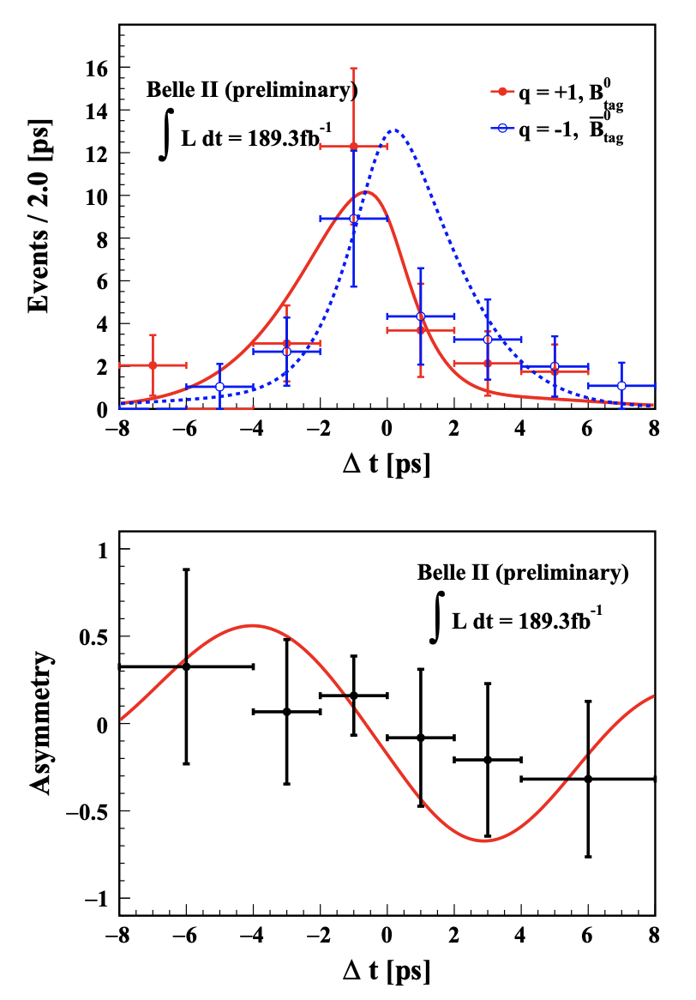 Events / 2.0 [ps]
16
14
12
10
8
6
4
2
0
Belle II (preliminary)
∫ L dt = 189.3fb⁻¹
q = +1, B⁰tag
q = -1, B̅⁰tag
−8 −6 −4 −2 0 2 4 6 8
Δ t [ps]
Asymmetry
1
0.5
0
−0.5
−1
Belle II (preliminary)
∫ L dt = 189.3fb⁻¹
−8 −6 −4 −2 0 2 4 6 8
Δ t [ps]